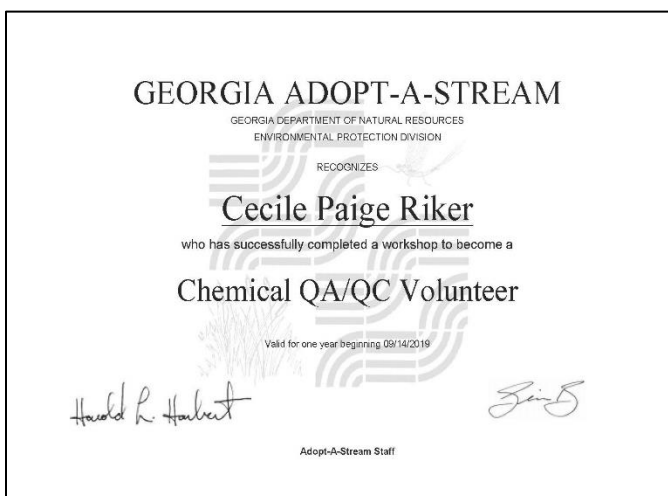 GEORGIA ADOPT-A-STREAM
GEORGIA DEPARTMENT OF NATURAL RESOURCES
ENVIRONMENTAL PROTECTION DIVISION
RECOGNIZES
Cecile Paige Riker
who has successfully completed a workshop to become a
Chemical QA/QC Volunteer
Valid for one year beginning 09/14/2019
Harold L. Harbert
Adopt-A-Stream Staff